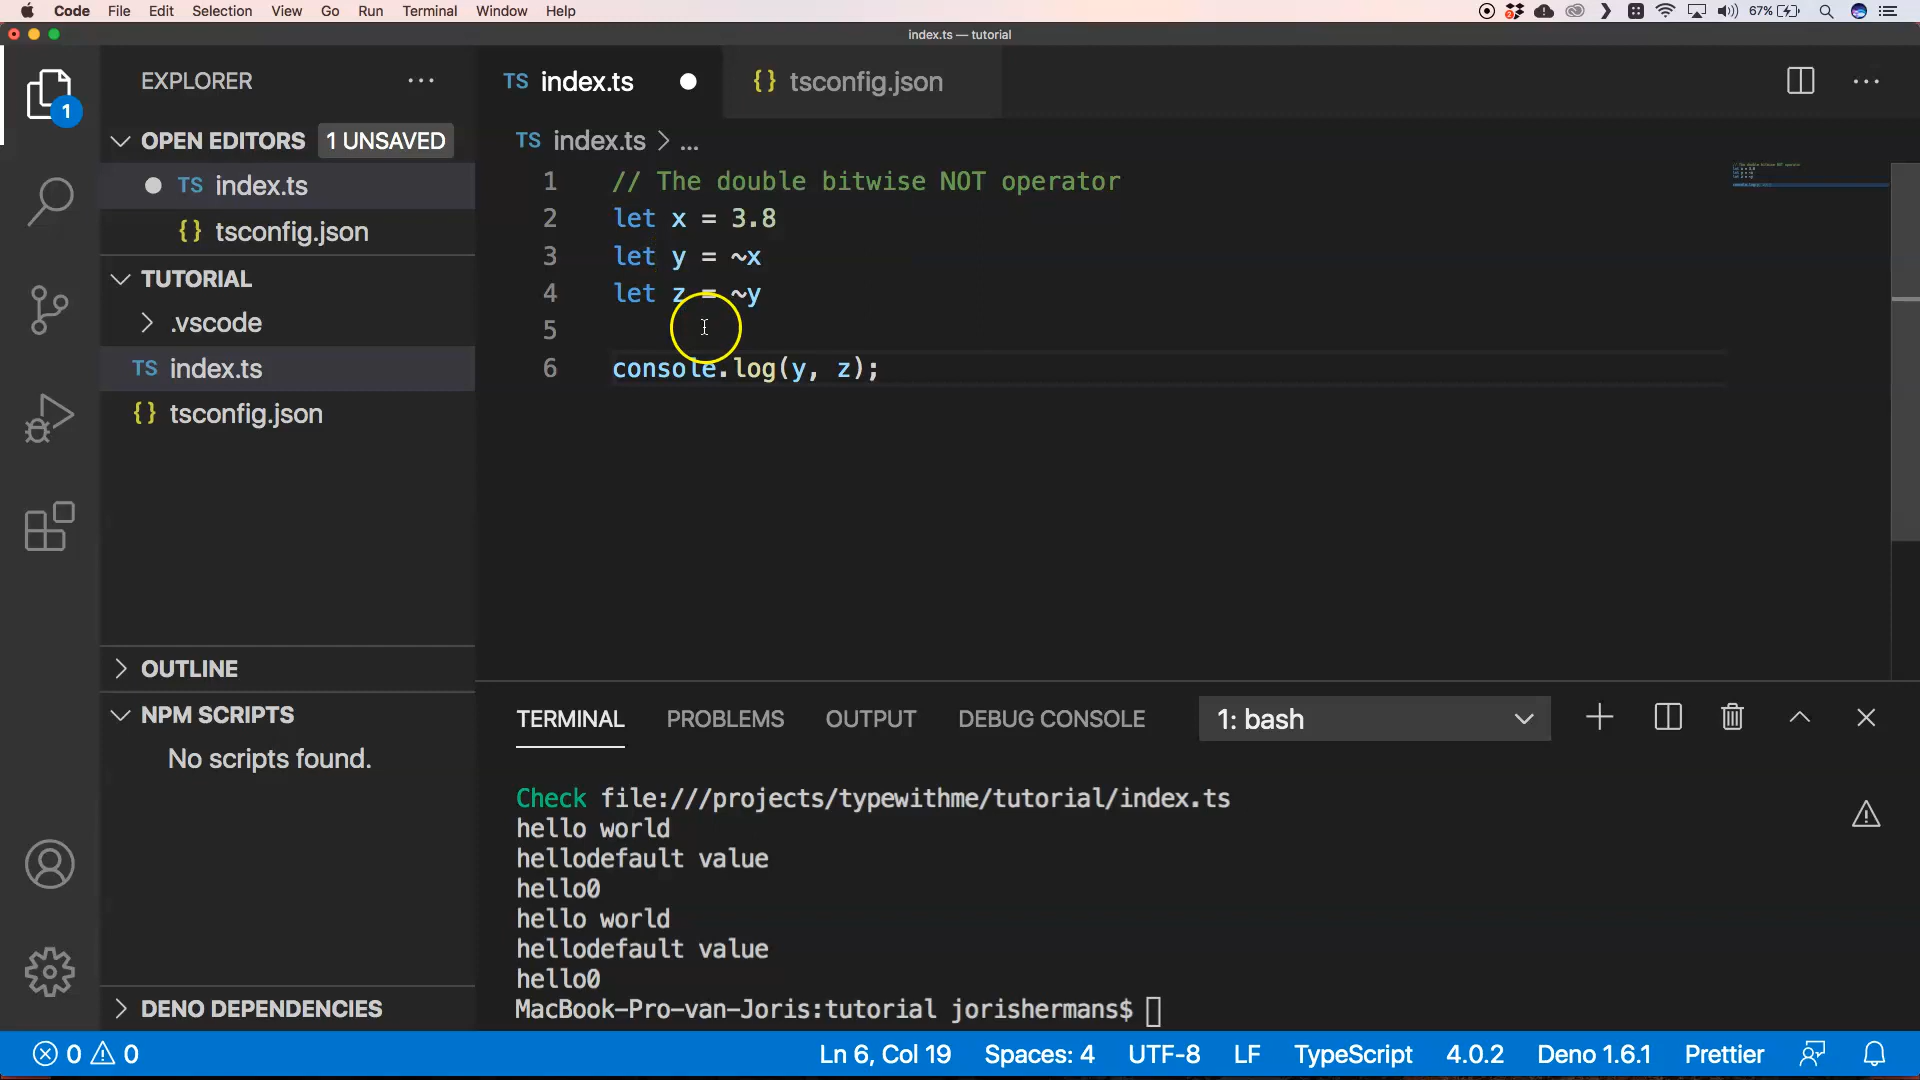 Code File Edit Selection View Go Run Terminal Window Help
2 67%
index.ts — tutorial
EXPLORER
1
OPEN EDITORS 1 UNSAVED
TS index.ts
{} tsconfig.json
TUTORIAL
.vscode
TS index.ts
{} tsconfig.json
OUTLINE
NPM SCRIPTS
No scripts found.
DENO DEPENDENCIES
TS index.ts
{} tsconfig.json
TS index.ts > ...
1 // The double bitwise NOT operator
2 let x = 3.8
3 let y = ~x
4 let z = ~y
5
6 console.log(y, z);
TERMINAL PROBLEMS OUTPUT DEBUG CONSOLE 1: bash
Check file:///projects/typewithme/tutorial/index.ts
hello world
hellodefault value
hello0
hello world
hellodefault value
hello0
MacBook-Pro-van-Joris:tutorial jorishermans$
0 0 Ln 6, Col 19 Spaces: 4 UTF-8 LF TypeScript 4.0.2 Deno 1.6.1 Prettier